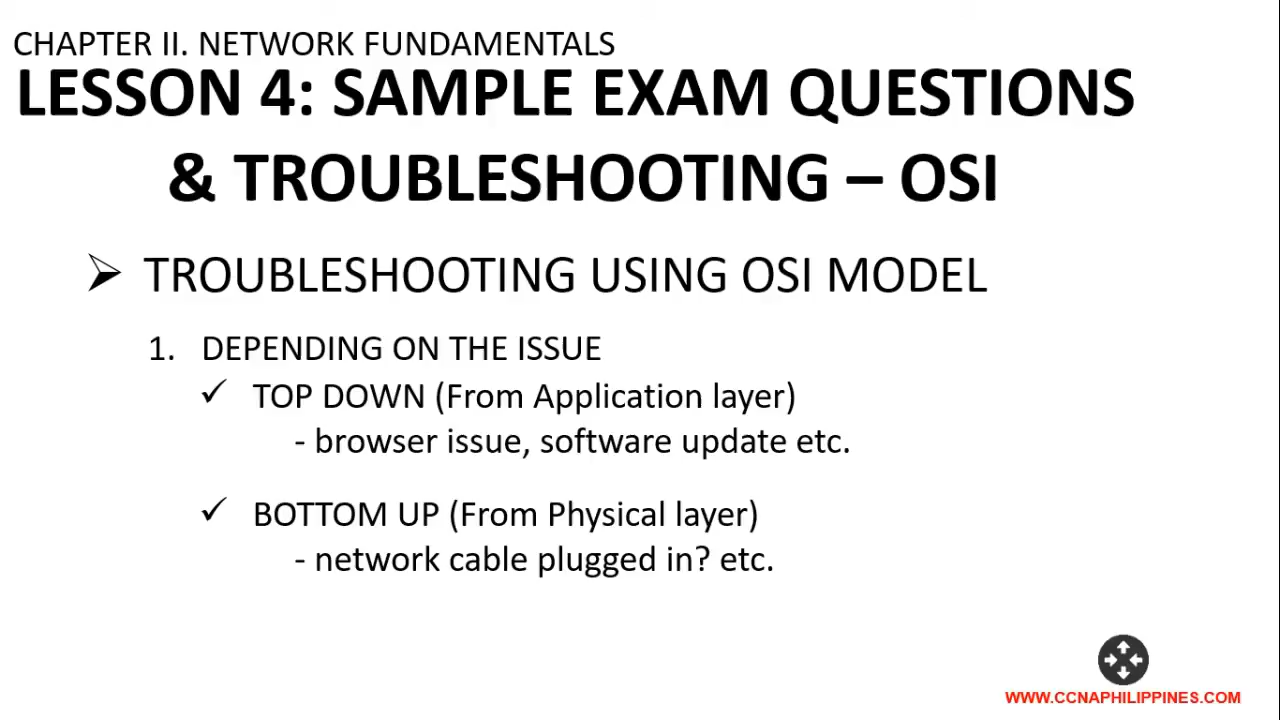 CHAPTER II. NETWORK FUNDAMENTALS
LESSON 4: SAMPLE EXAM QUESTIONS
& TROUBLESHOOTING – OSI
➢ TROUBLESHOOTING USING OSI MODEL
1. DEPENDING ON THE ISSUE
✓ TOP DOWN (From Application layer)
- browser issue, software update etc.
✓ BOTTOM UP (From Physical layer)
- network cable plugged in? etc.
WWW.CCNAPHILIPPINES.COM